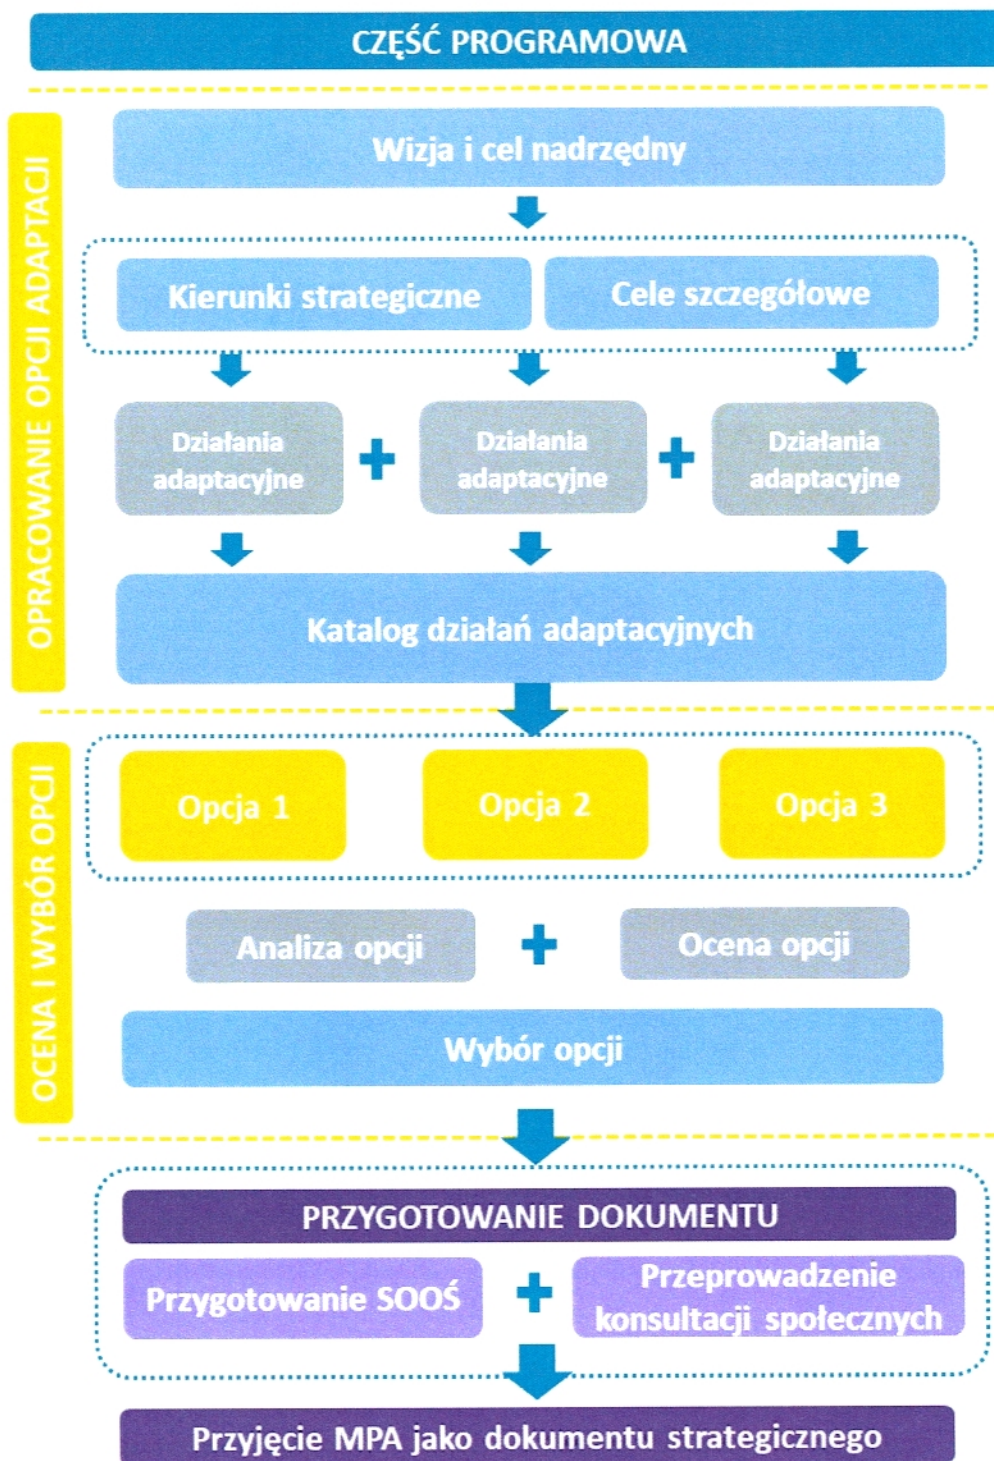 CZĘŚĆ PROGRAMOWA
OPRACOWANIE OPCJI ADAPTACJI
Wizja i cel nadrzędny
Kierunki strategiczne
Cele szczegółowe
Działania
adaptacyjne
+
Działania
adaptacyjne
+
Działania
adaptacyjne
Katalog działań adaptacyjnych
OCENA I WYBÓR OPCJI
Opcja 1
Opcja 2
Opcja 3
Analiza opcji
+
Ocena opcji
Wybór opcji
PRZYGOTOWANIE DOKUMENTU
Przygotowanie SOOŚ
+
Przeprowadzenie
konsultacji społecznych
Przyjęcie MPA jako dokumentu strategicznego